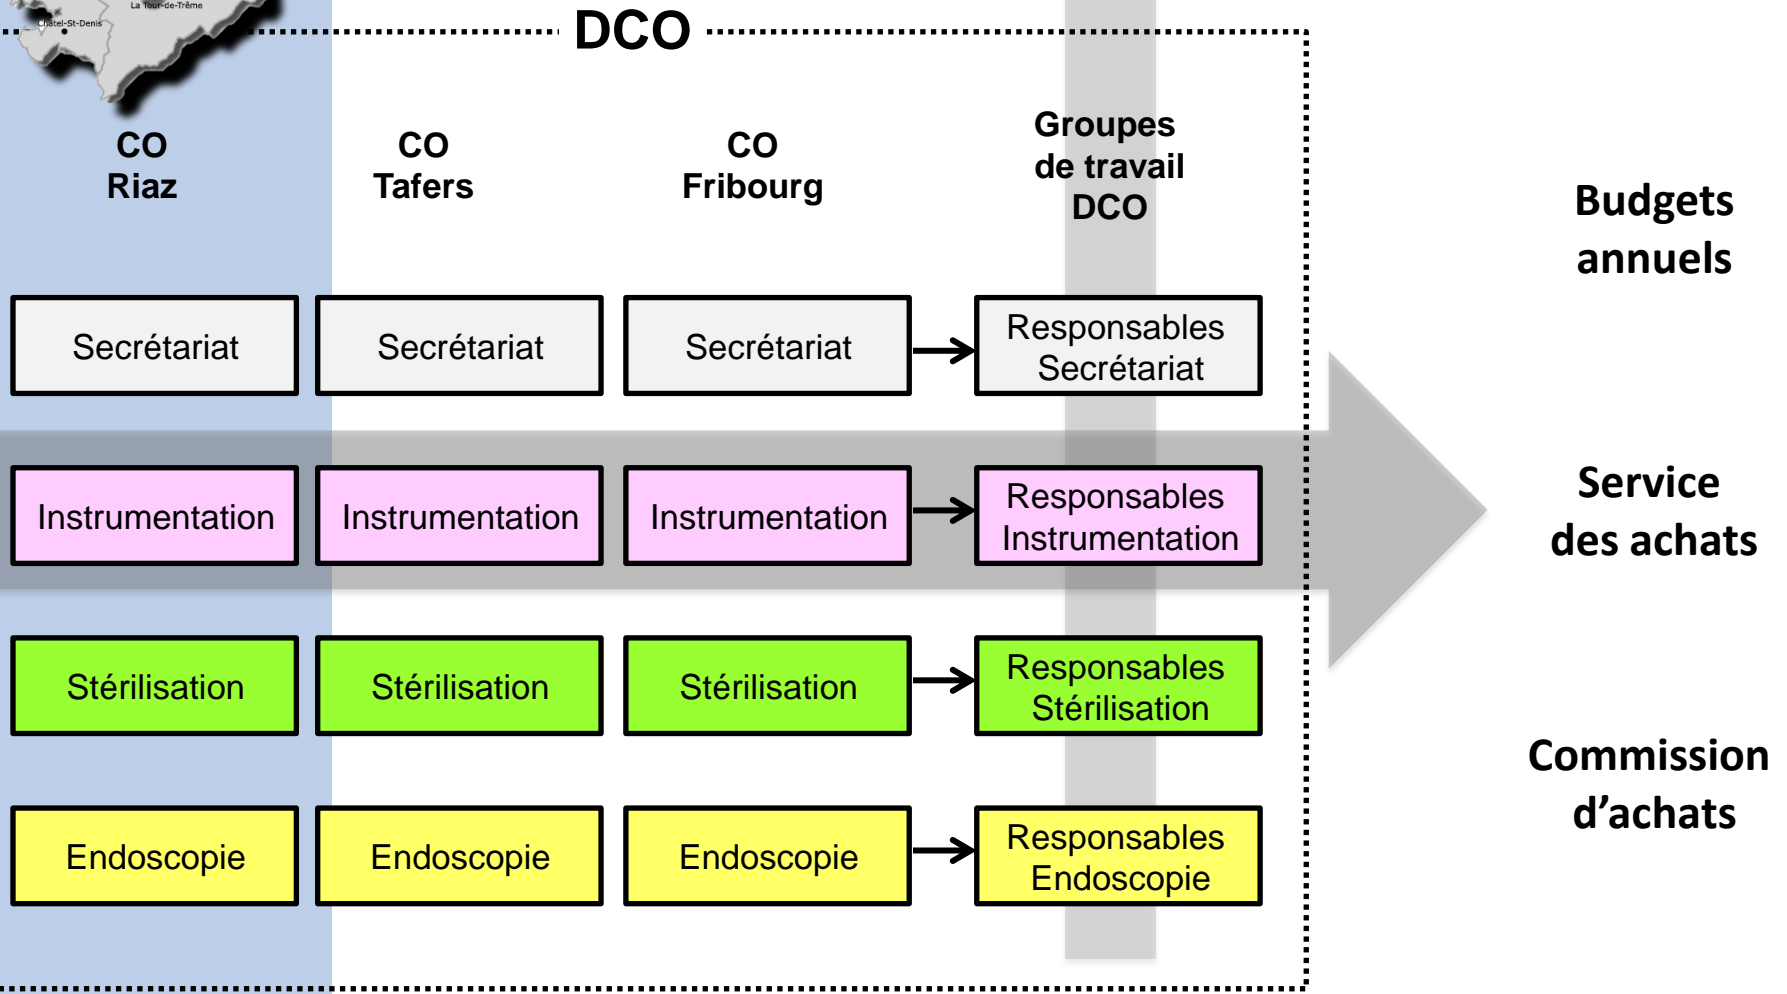 La Tour-de-Trême
Châtel-St-Denis
DCO
CO
Riaz
CO
Tafers
CO
Fribourg
Groupes
de travail
DCO
Budgets
annuels
Secrétariat
Secrétariat
Secrétariat
Responsables
Secrétariat
Instrumentation
Instrumentation
Instrumentation
Responsables
Instrumentation
Service
des achats
Stérilisation
Stérilisation
Stérilisation
Responsables
Stérilisation
Commission
d’achats
Endoscopie
Endoscopie
Endoscopie
Responsables
Endoscopie